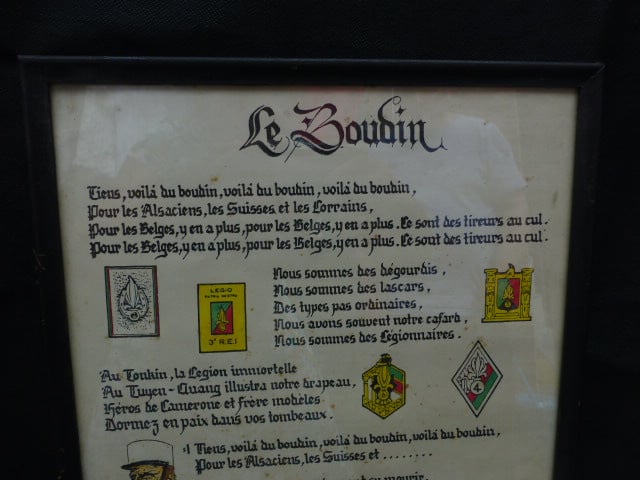 Le Boudin
Tiens, voilà du boudin, voilà du boudin, voilà du boudin,
Pour les Alsaciens, les Suisses et les Lorrains,
Pour les Belges, y en a plus, pour les Belges, y en a plus. Ce sont des tireurs au cul.
Pour les Belges, y en a plus, pour les Belges, y en a plus. Ce sont des tireurs au cul.
Nous sommes des dégourdis,
Nous sommes des lascars,
Des types pas ordinaires,
Nous avons souvent notre cafard,
Nous sommes des Légionnaires.
LEGIO
PATRIA NOSTRA
3e R.E.I
Au Tonkin, la Legion immortelle
Au Tuyen-Quang illustra notre drapeau,
Héros de Camerone et frère modèles
Dormez en paix dans vos tombeaux.
4
Tiens, voilà du boudin, voilà du boudin, voilà du boudin,
Pour les Alsaciens, les Suisses et ........
mourir.